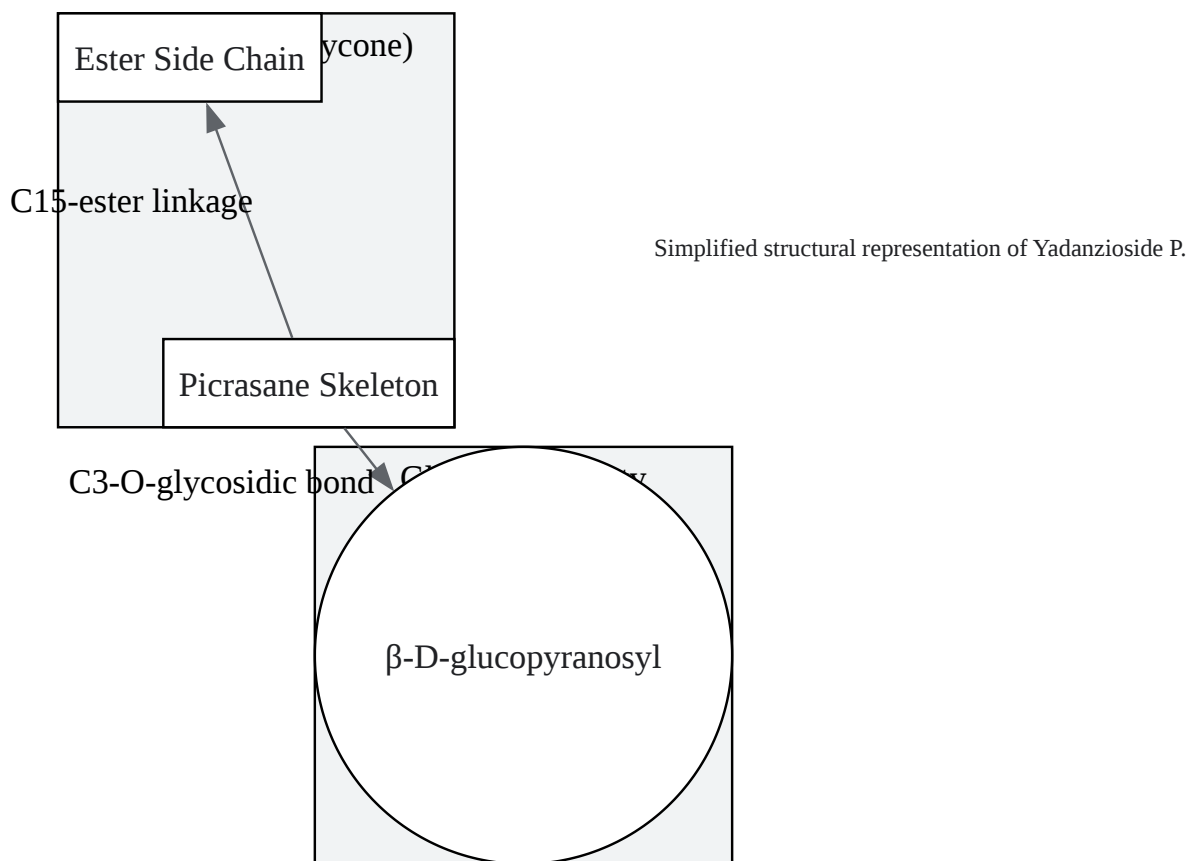 Ester Side Chain
ycone)
C15-ester linkage
Simplified structural representation of Yadanzioside P.
Picrasane Skeleton
C3-O-glycosidic bond
β-D-glucopyranosyl